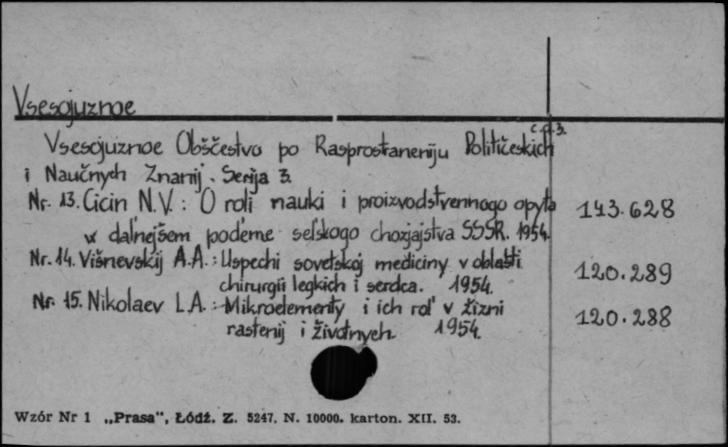 Vsesojuznoe
c.d.3.
Vsesojuznoe Obščestvo po Rasprostraneniju Političeskich
i Naučnych Znanij. Serija 3.
Nr. 13. Cicin N.V.: O roli nauki i proizvodstvennogo opyta 143.628
w dal'nejšem pod'eme sel'skogo chozjajstva SSSR. 1954.
Nr. 14. Višnevskij A.A.: Uspechi sovetskoj mediciny v oblasti 120.289
chirurgii legkich i serdca. 1954.
Nr. 15. Nikolaev L.A.: Mikroelementy i ich rol' v žizni 120.288
rastenij i životnych 1954.
Wzór Nr 1 „Prasa", Łódź. Z. 5247. N. 10000. karton. XII. 53.